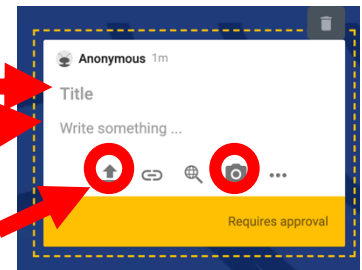 Anonymous 1m
Title
Write something ...
Requires approval